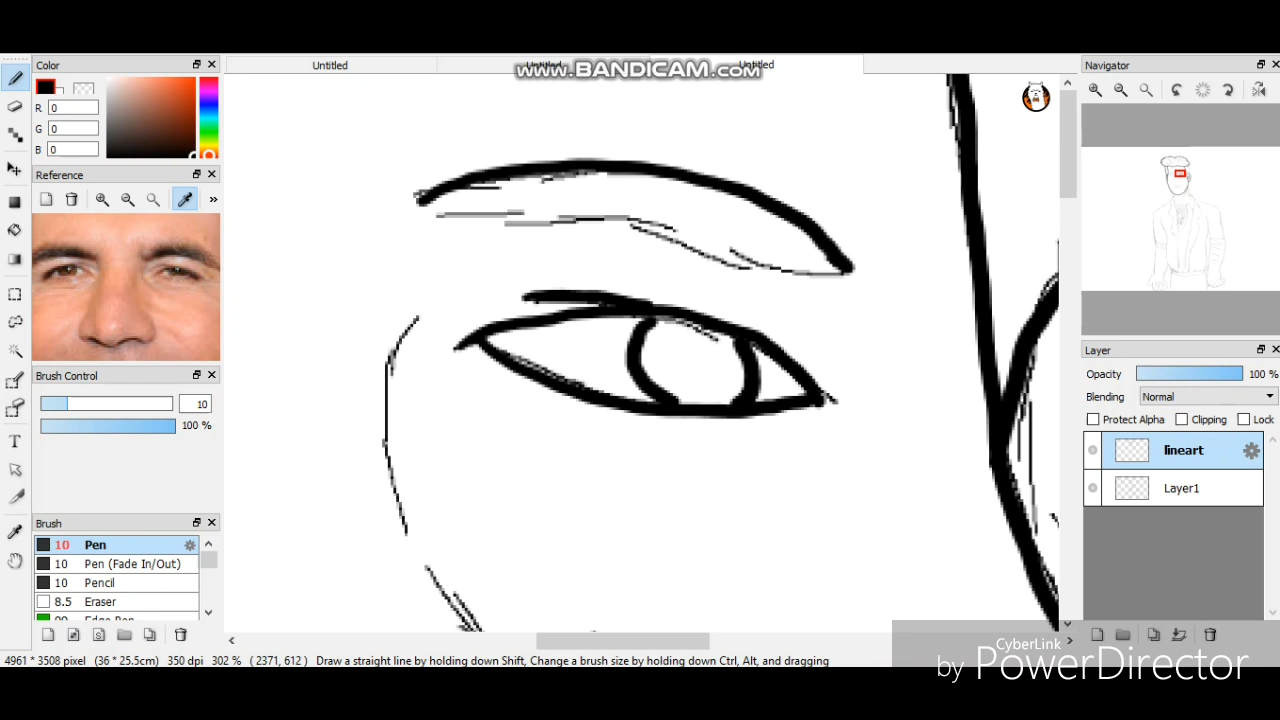 Color
Untitled
Untitled
Untitled
www.BANDICAM.com
Navigator
R 0
G 0
B 0
Reference
»
Brush Control
10
100 %
Brush
10 Pen
10 Pen (Fade In/Out)
10 Pencil
8.5 Eraser
Layer
Opacity 100 %
Blending Normal
Protect Alpha Clipping Lock
lineart
Layer1
4961 * 3508 pixel (36 * 25.5cm) 350 dpi 302 % ( 2371, 612 ) Draw a straight line by holding down Shift, Change a brush size by holding down Ctrl, Alt, and dragging
CyberLink
by PowerDirector